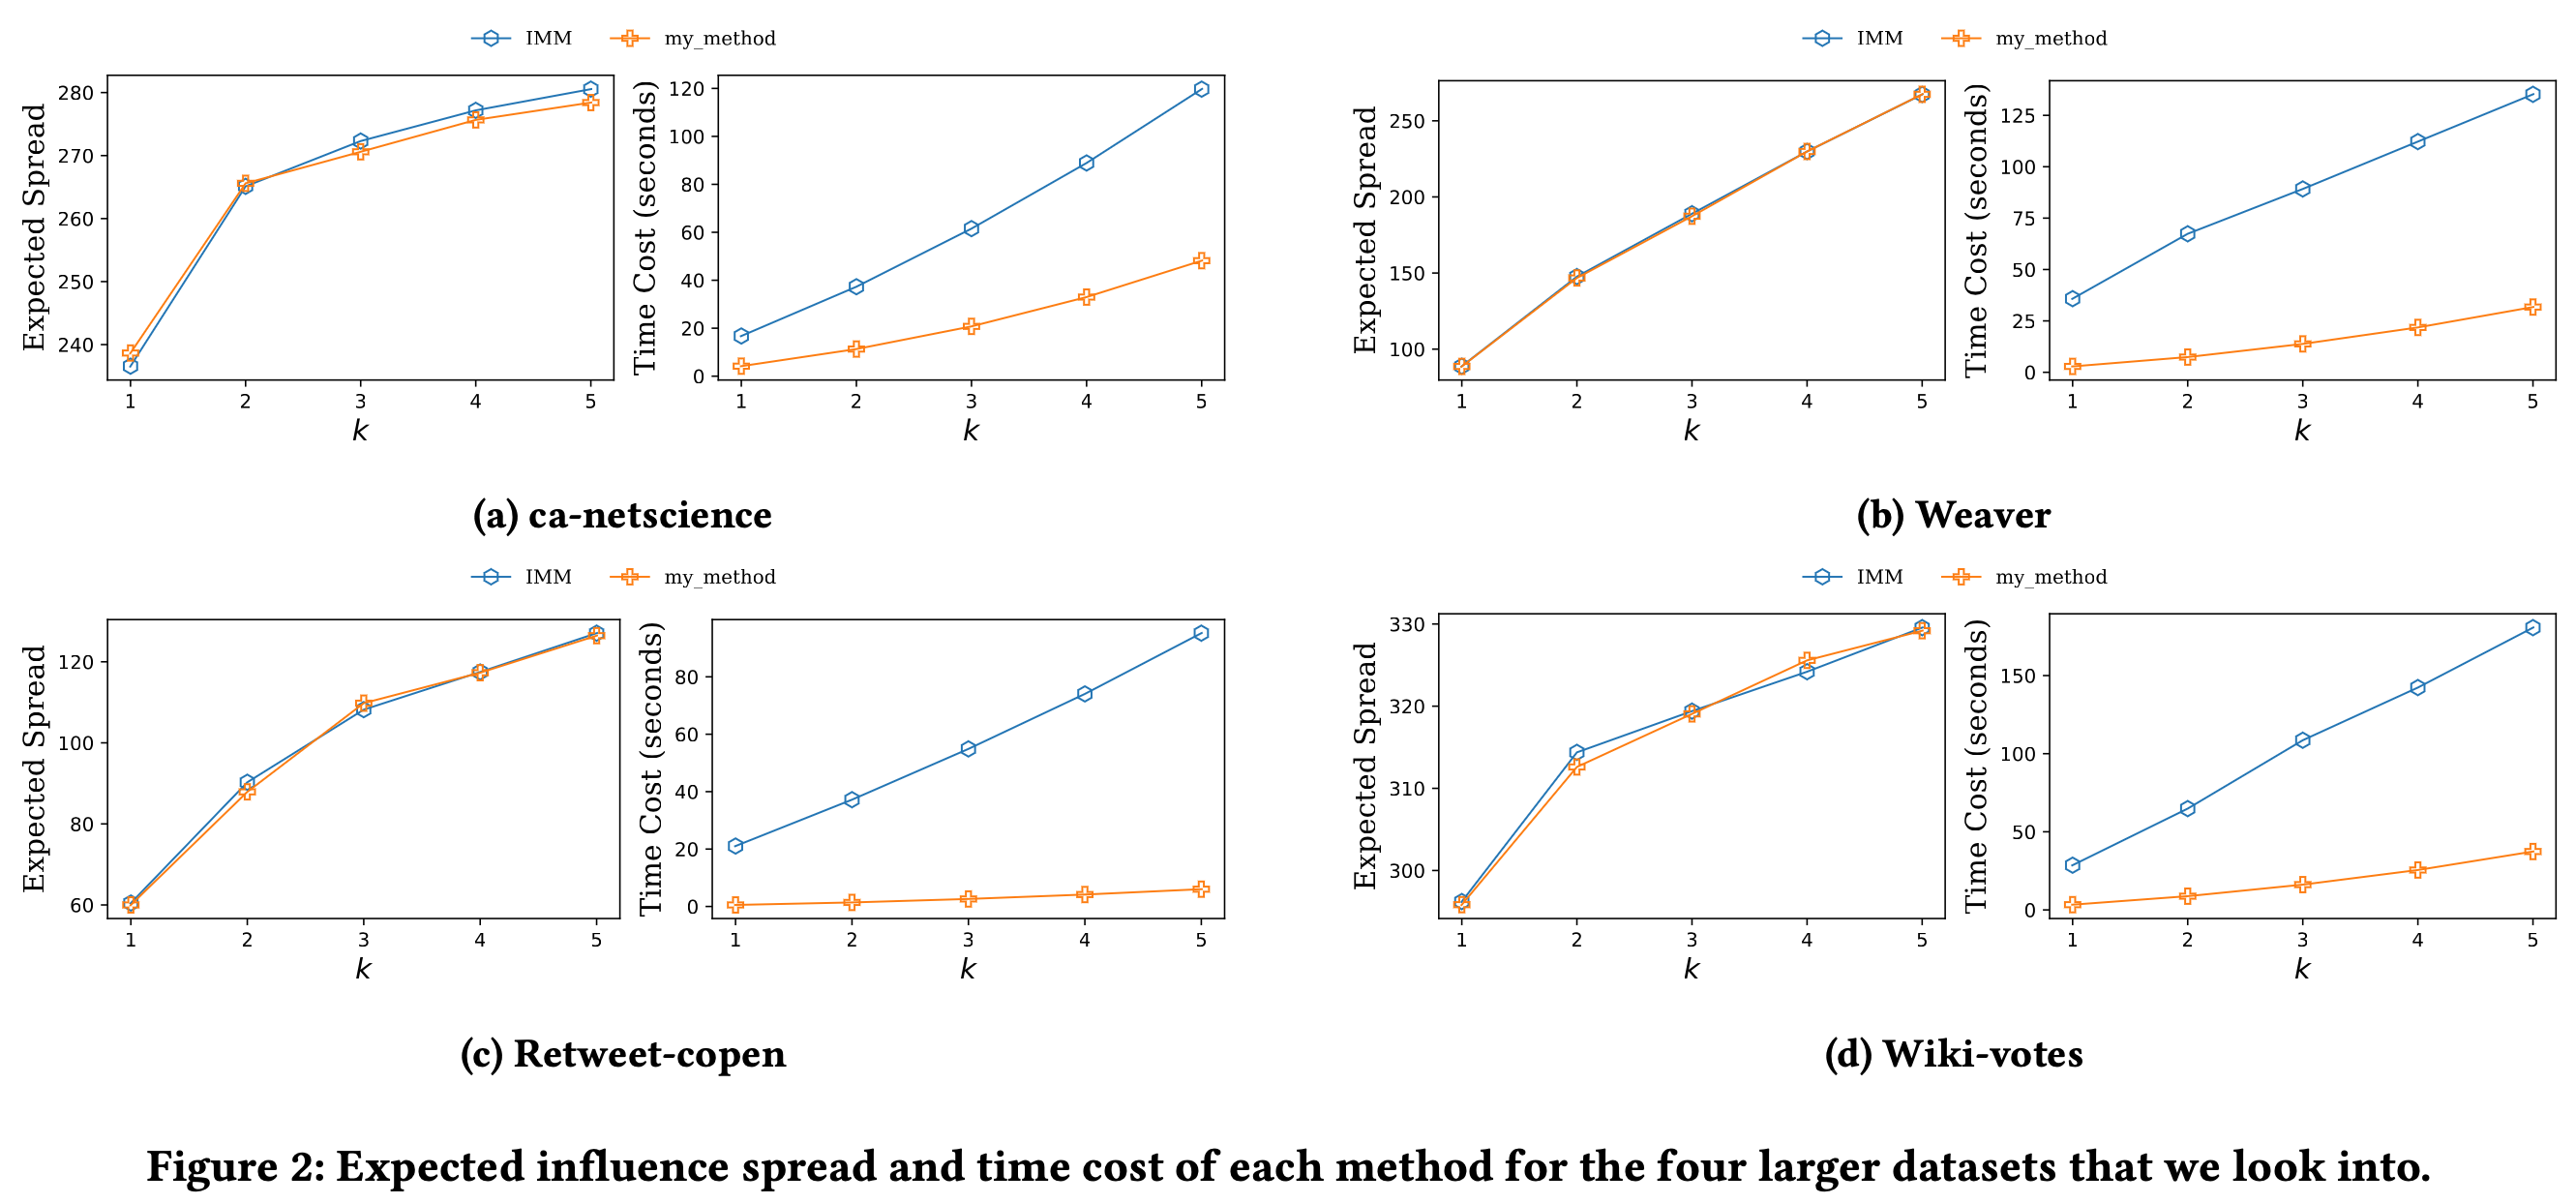 IMM my_method
Expected Spread
280
270
260
250
240
1 2 3 4 5
k
Time Cost (seconds)
120
100
80
60
40
20
0
1 2 3 4 5
k
(a) ca-netscience
IMM my_method
Expected Spread
250
200
150
100
1 2 3 4 5
k
Time Cost (seconds)
125
100
75
50
25
0
1 2 3 4 5
k
(b) Weaver
IMM my_method
Expected Spread
120
100
80
60
1 2 3 4 5
k
Time Cost (seconds)
80
60
40
20
0
1 2 3 4 5
k
(c) Retweet-copen
IMM my_method
Expected Spread
330
320
310
300
1 2 3 4 5
k
Time Cost (seconds)
150
100
50
0
1 2 3 4 5
k
(d) Wiki-votes
Figure 2: Expected influence spread and time cost of each method for the four larger datasets that we look into.